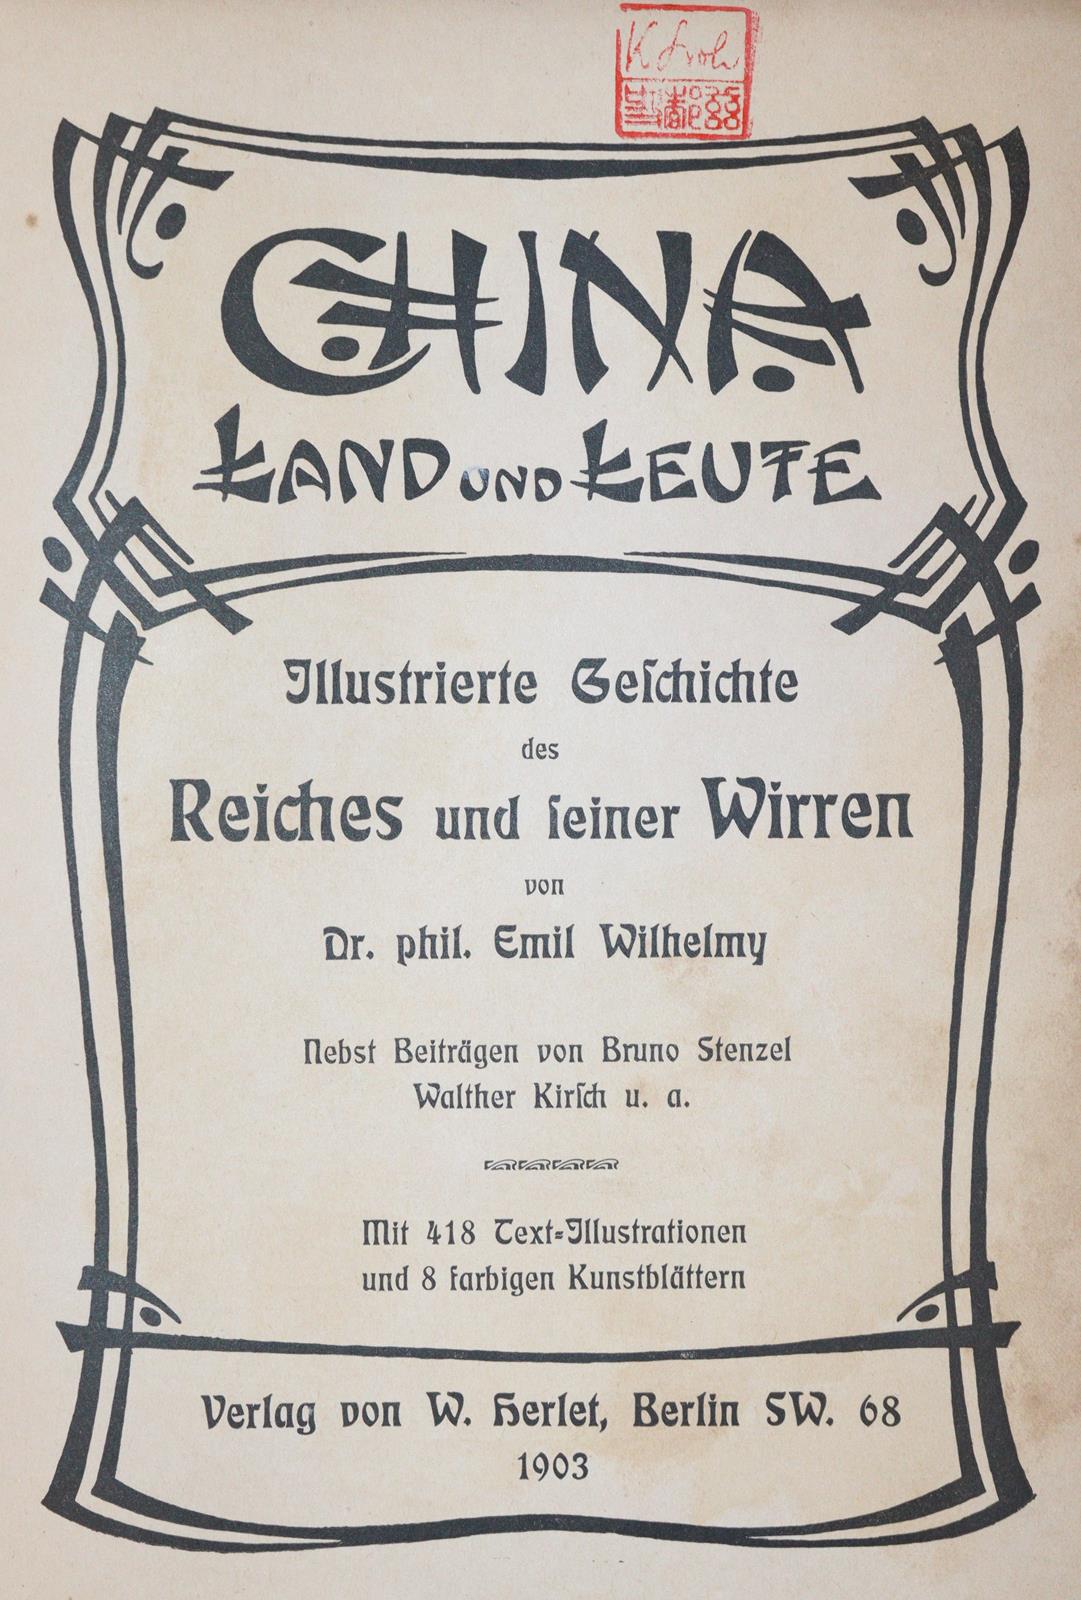 CHINA
LAND UND LEUTE
Illustrierte Geſchichte
des
Reiches und ſeiner Wirren
von
Dr. phil. Emil Wilhelmy
Nebst Beiträgen von Bruno Stenzel
Walther Kirſch u. a.
Mit 418 Text=Illustrationen
und 8 farbigen Kunstblättern
Verlag von W. Herlet, Berlin SW. 68
1903